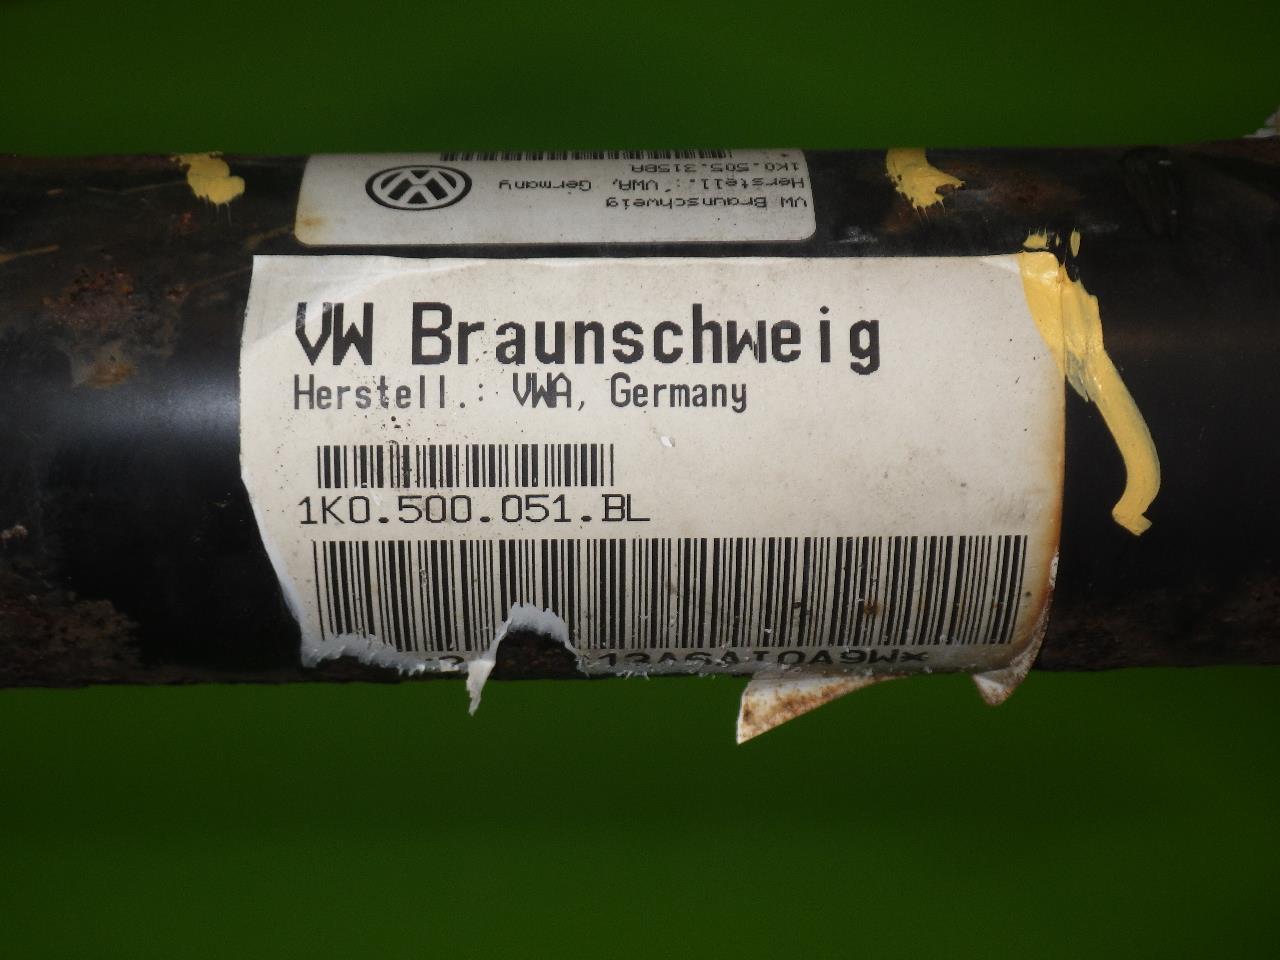 1K0.505.315BA
Herstell.: VWA, Germany
VW Braunschweig
VW Braunschweig
Herstell.: VWA, Germany
1K0.500.051.BL